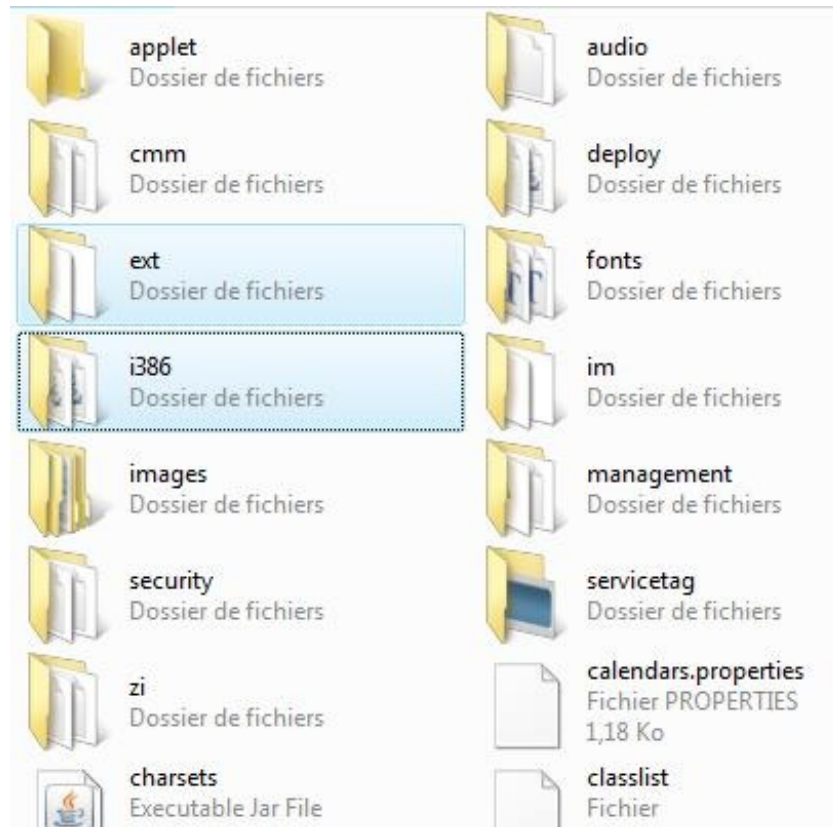 applet
Dossier de fichiers
audio
Dossier de fichiers
cmm
Dossier de fichiers
deploy
Dossier de fichiers
ext
Dossier de fichiers
fonts
Dossier de fichiers
i386
Dossier de fichiers
im
Dossier de fichiers
images
Dossier de fichiers
management
Dossier de fichiers
security
Dossier de fichiers
servicetag
Dossier de fichiers
zi
Dossier de fichiers
calendars.properties
Fichier PROPERTIES
1,18 Ko
charsets
Executable Jar File
classlist
Fichier